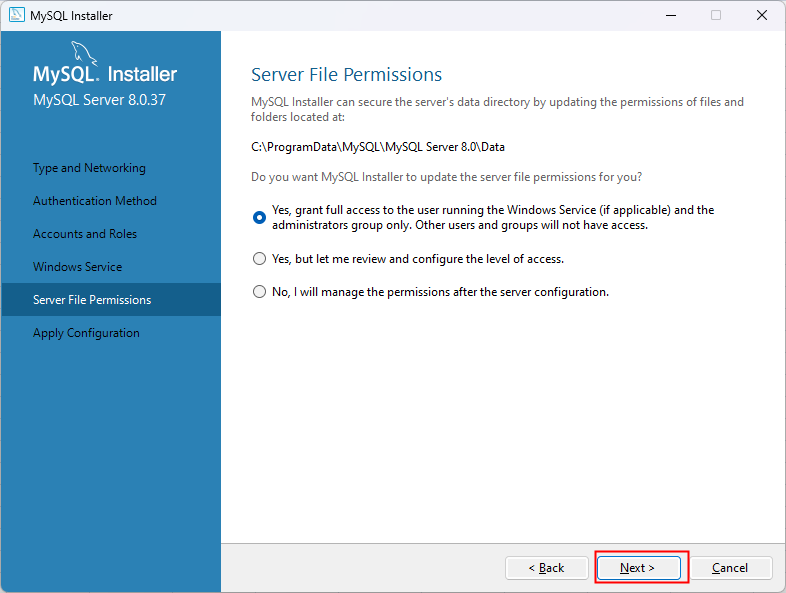 MySQL Installer
MySQL. Installer
MySQL Server 8.0.37
Type and Networking
Authentication Method
Accounts and Roles
Windows Service
Server File Permissions
Apply Configuration
Server File Permissions
MySQL Installer can secure the server's data directory by updating the permissions of files and
folders located at:
C:\ProgramData\MySQL\MySQL Server 8.0\Data
Do you want MySQL Installer to update the server file permissions for you?
Yes, grant full access to the user running the Windows Service (if applicable) and the
administrators group only. Other users and groups will not have access.
Yes, but let me review and configure the level of access.
No, I will manage the permissions after the server configuration.
< Back
Next >
Cancel